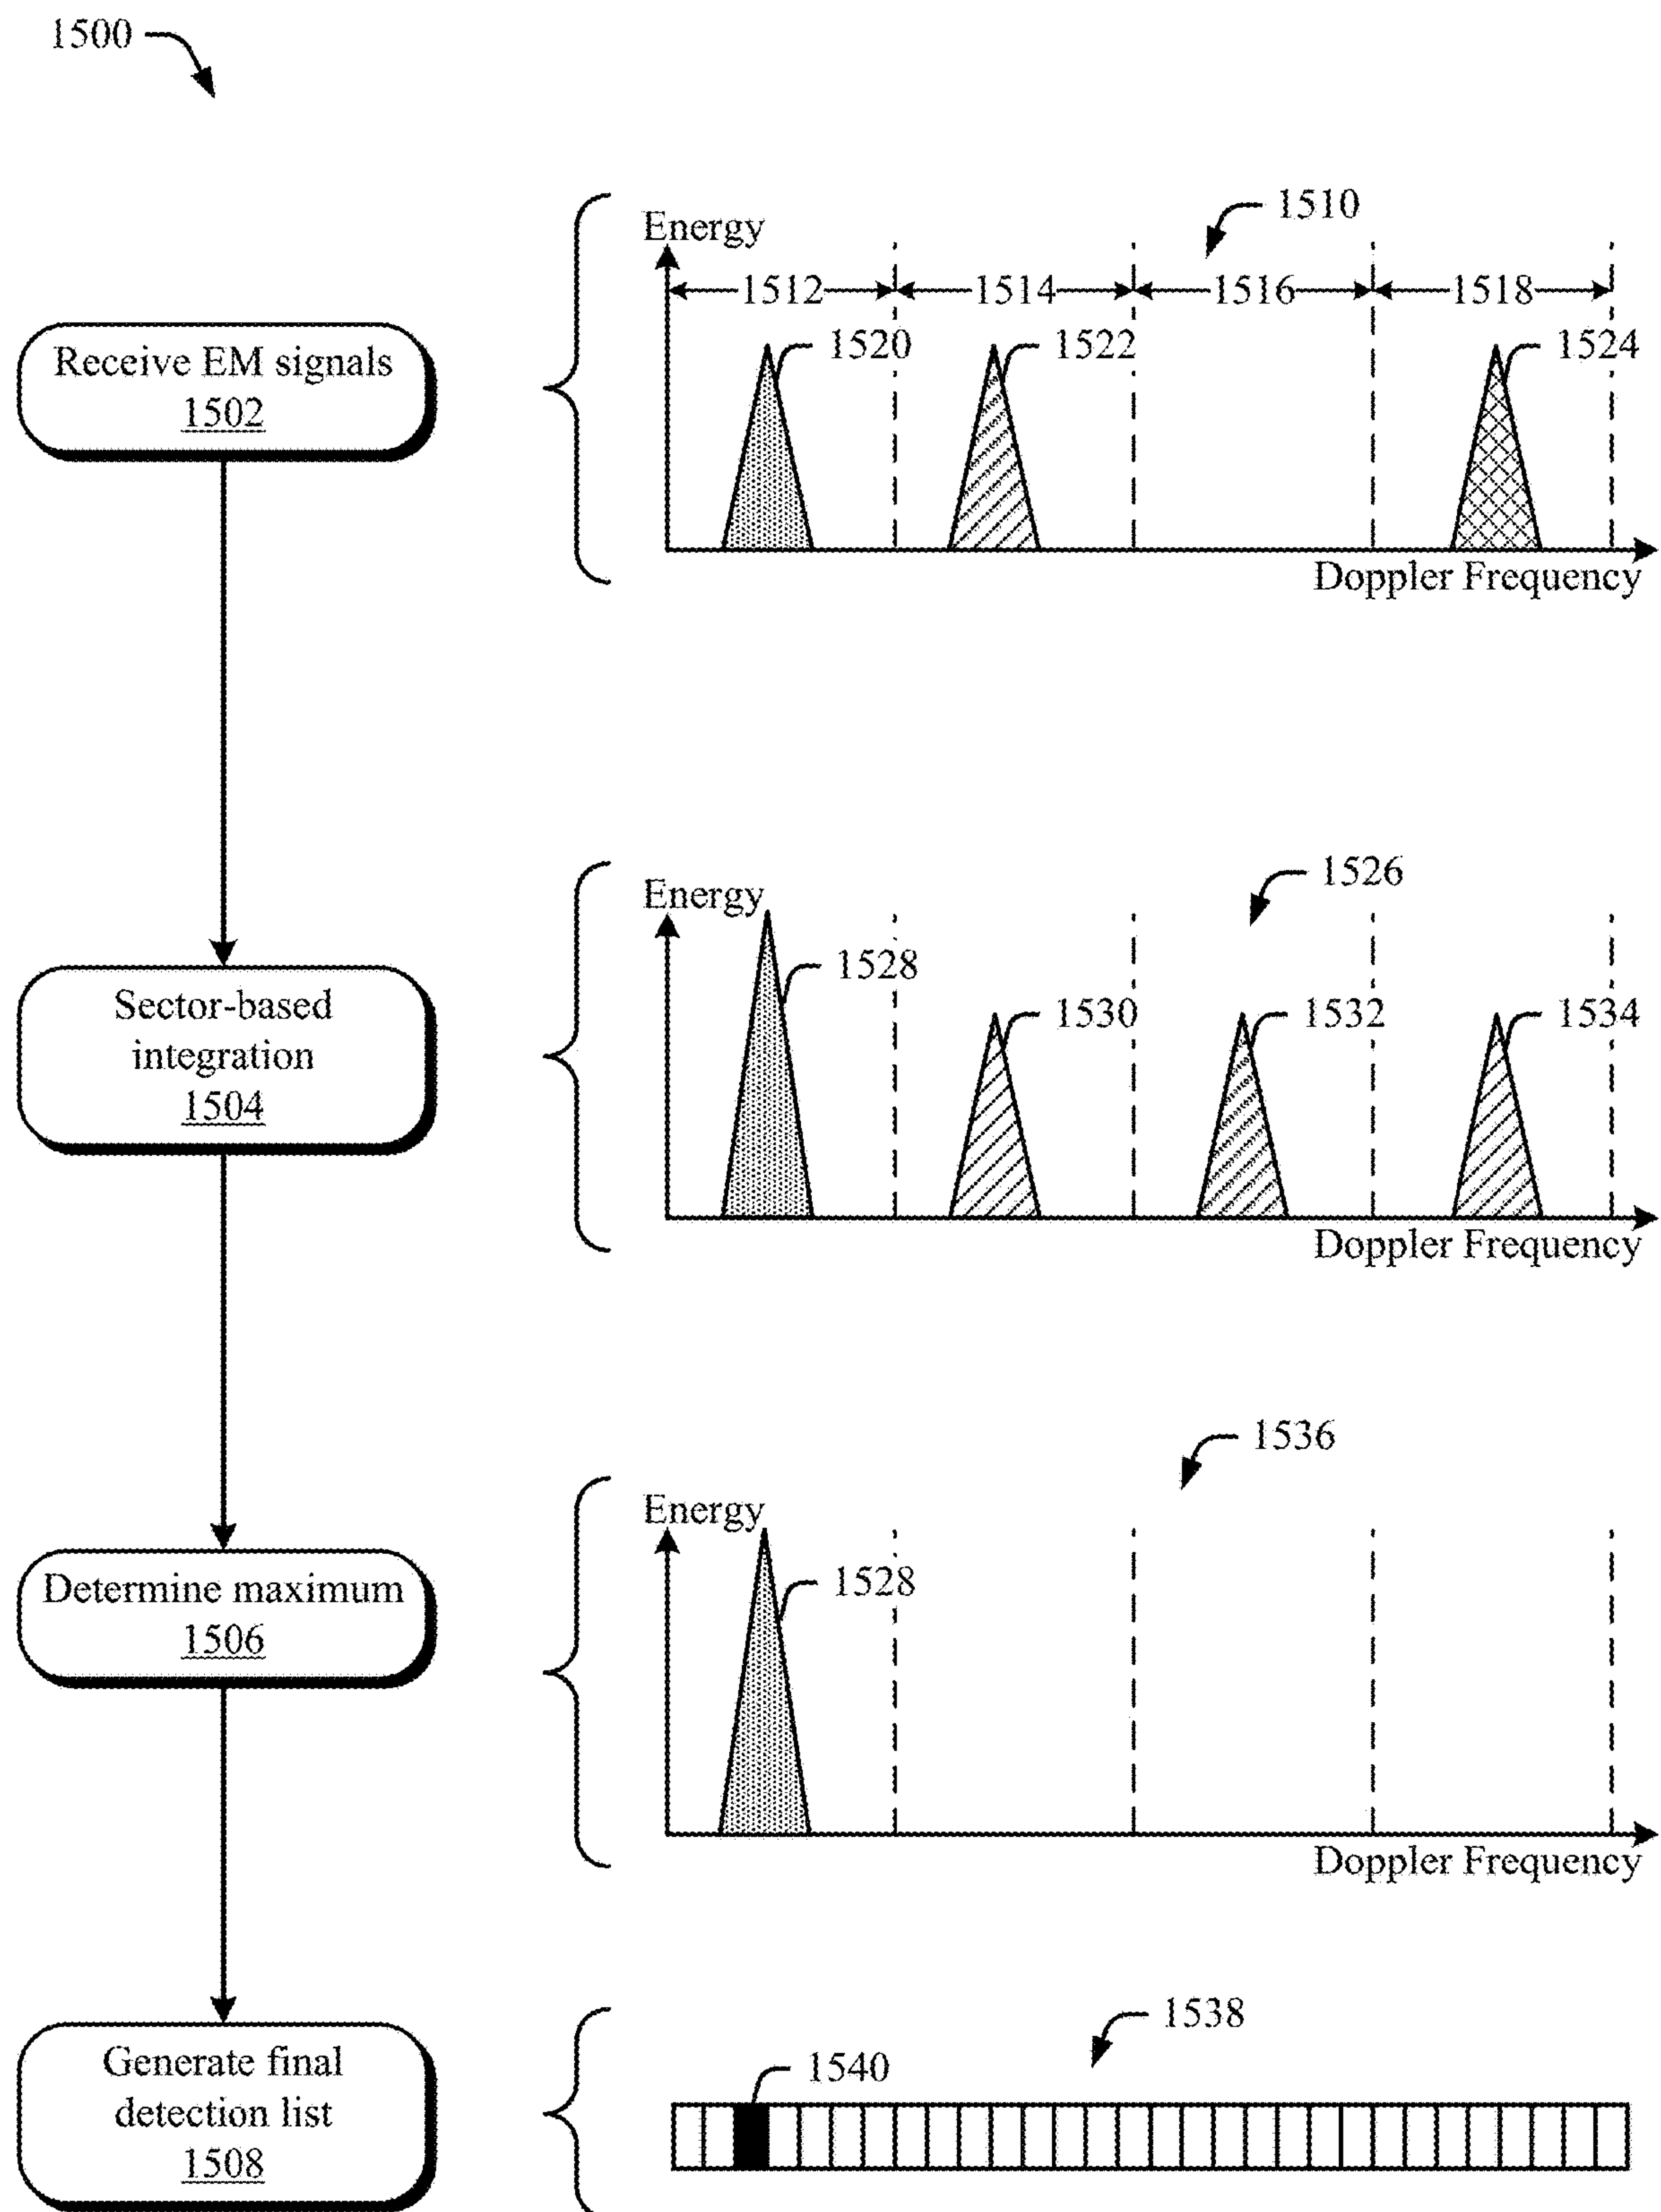 1500
Receive EM signals
1502
Energy
1510
1512
1514
1516
1518
1520
1522
1524
Doppler Frequency
Sector-based
integration
1504
Energy
1526
1528
1530
1532
1534
Doppler Frequency
Determine maximum
1506
Energy
1536
1528
Doppler Frequency
Generate final
detection list
1508
1538
1540